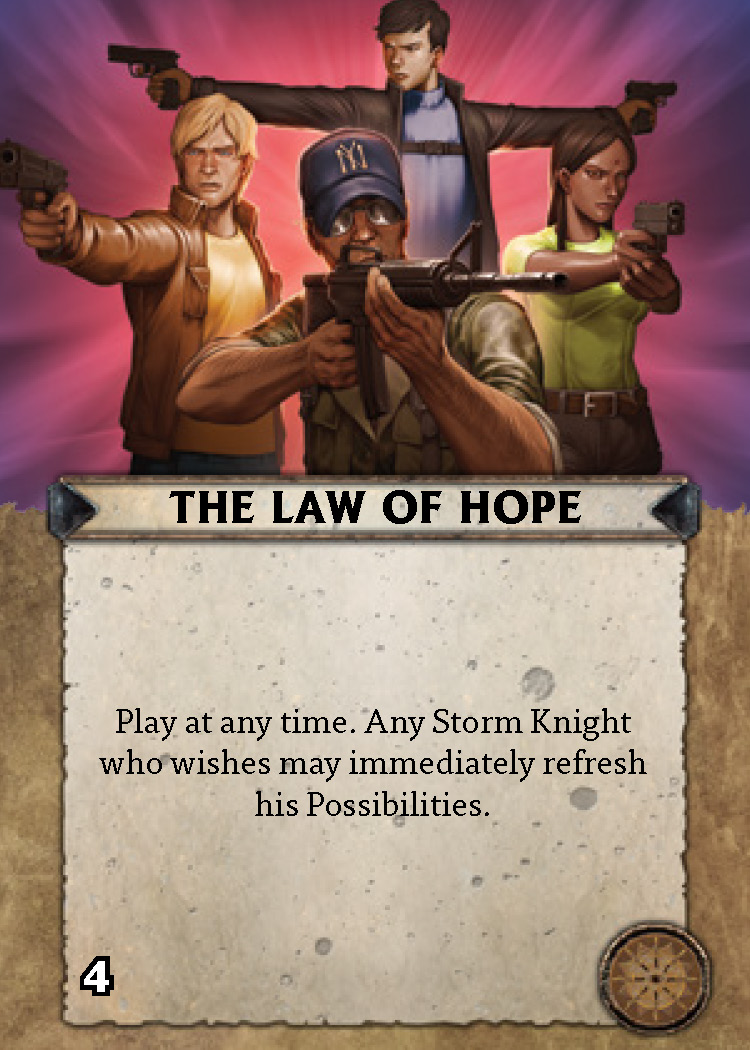 THE LAW OF HOPE
Play at any time. Any Storm Knight
who wishes may immediately refresh
his Possibilities.
4